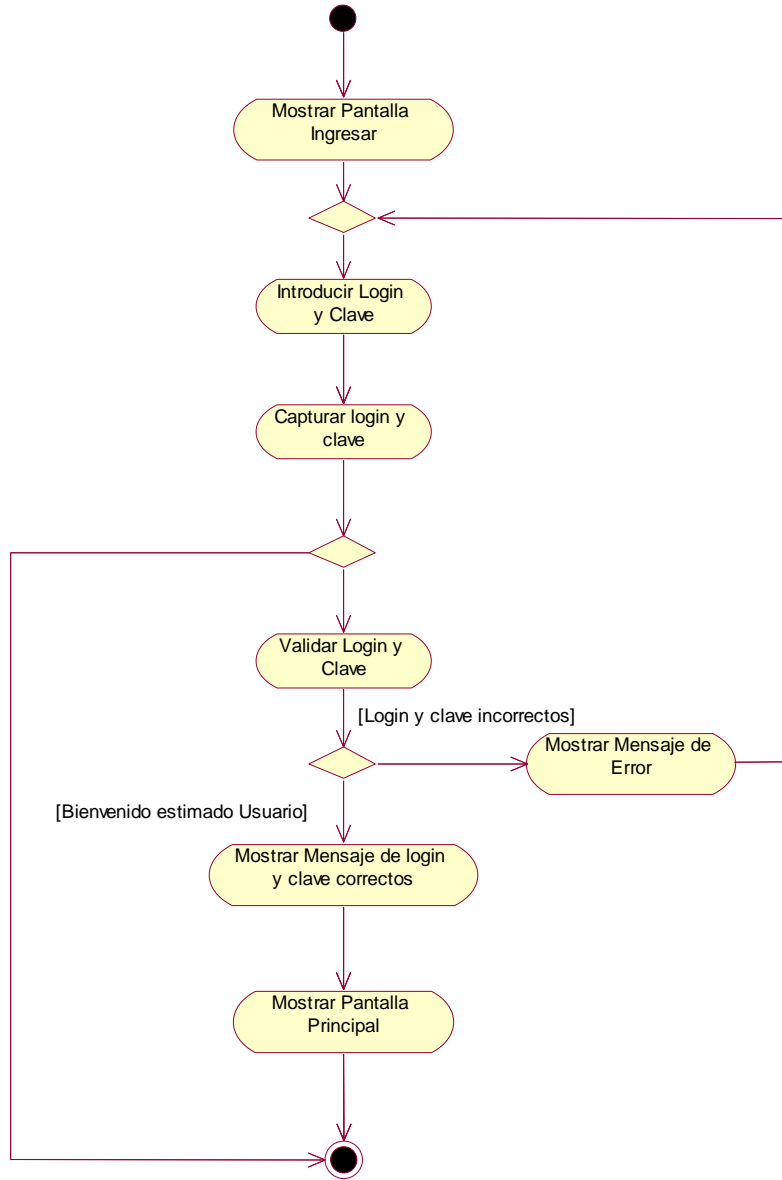 Mostrar Pantalla
Ingresar
Introducir Login
y Clave
Capturar login y
clave
Validar Login y
Clave
[Login y clave incorrectos]
Mostrar Mensaje de
Error
[Bienvenido estimado Usuario]
Mostrar Mensaje de login
y clave correctos
Mostrar Pantalla
Principal